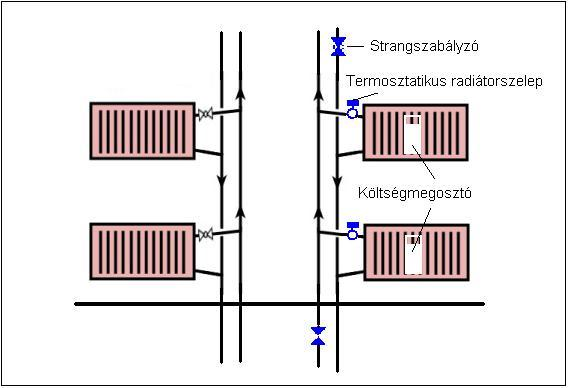 Strangszabályzó
Termosztatikus radiátorszelep
Költségmegosztó